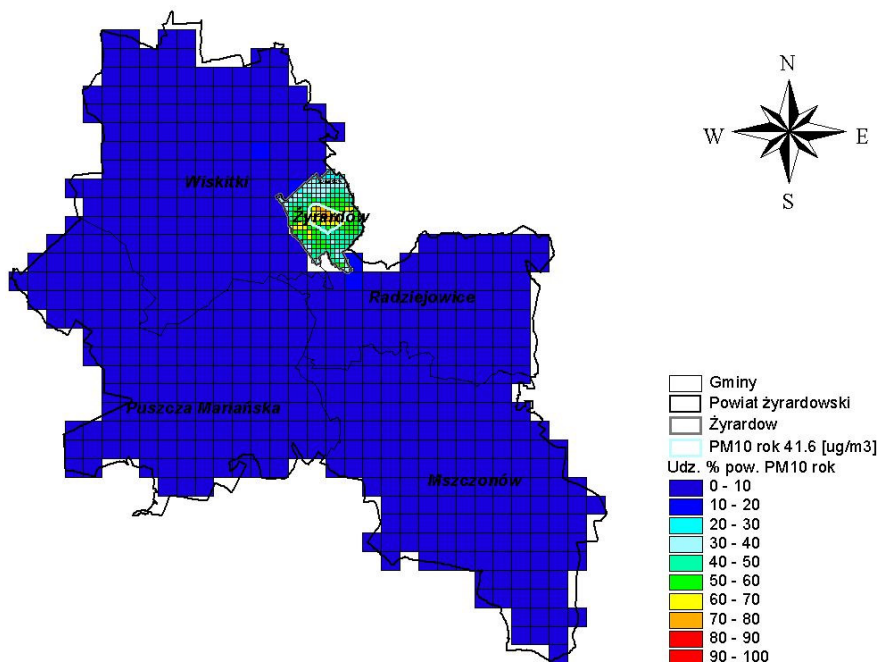 N
W E
S
Wiskitki
Żyrardów
Radziejowice
Puszcza Mariańska
Mszczonów
Gminy
Powiat żyrardowski
Żyrardow
PM10 rok 41.6 [ug/m3]
Udz. % pow. PM10 rok
0 - 10
10 - 20
20 - 30
30 - 40
40 - 50
50 - 60
60 - 70
70 - 80
80 - 90
90 - 100